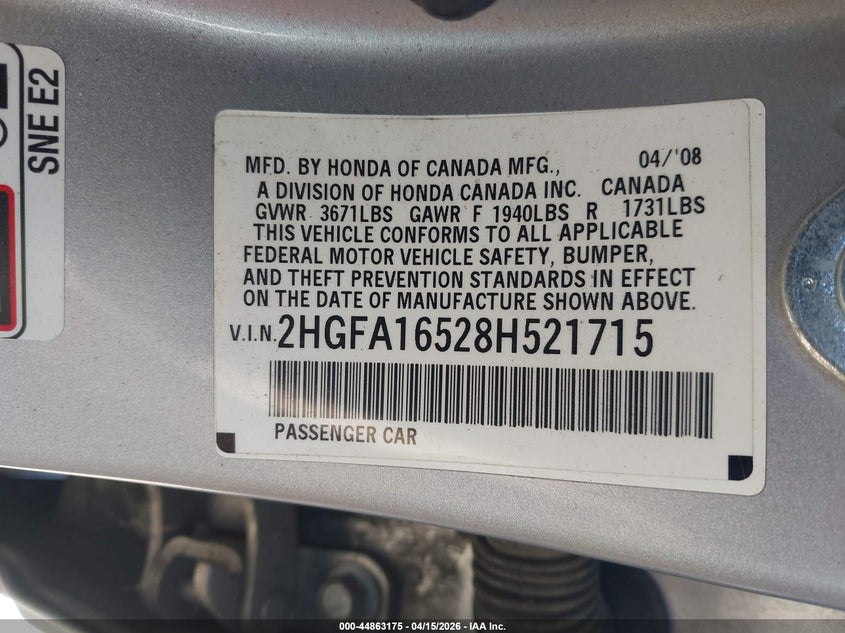 SNE E2
MFD. BY HONDA OF CANADA MFG., 04/'08
A DIVISION OF HONDA CANADA INC. CANADA
GVWR 3671LBS GAWR F 1940LBS R 1731LBS
THIS VEHICLE CONFORMS TO ALL APPLICABLE
FEDERAL MOTOR VEHICLE SAFETY, BUMPER,
AND THEFT PREVENTION STANDARDS IN EFFECT
ON THE DATE OF MANUFACTURE SHOWN ABOVE.
V.I.N. 2HGFA16528H521715
PASSENGER CAR
000-44863175 - 04/15/2026 - IAA Inc.